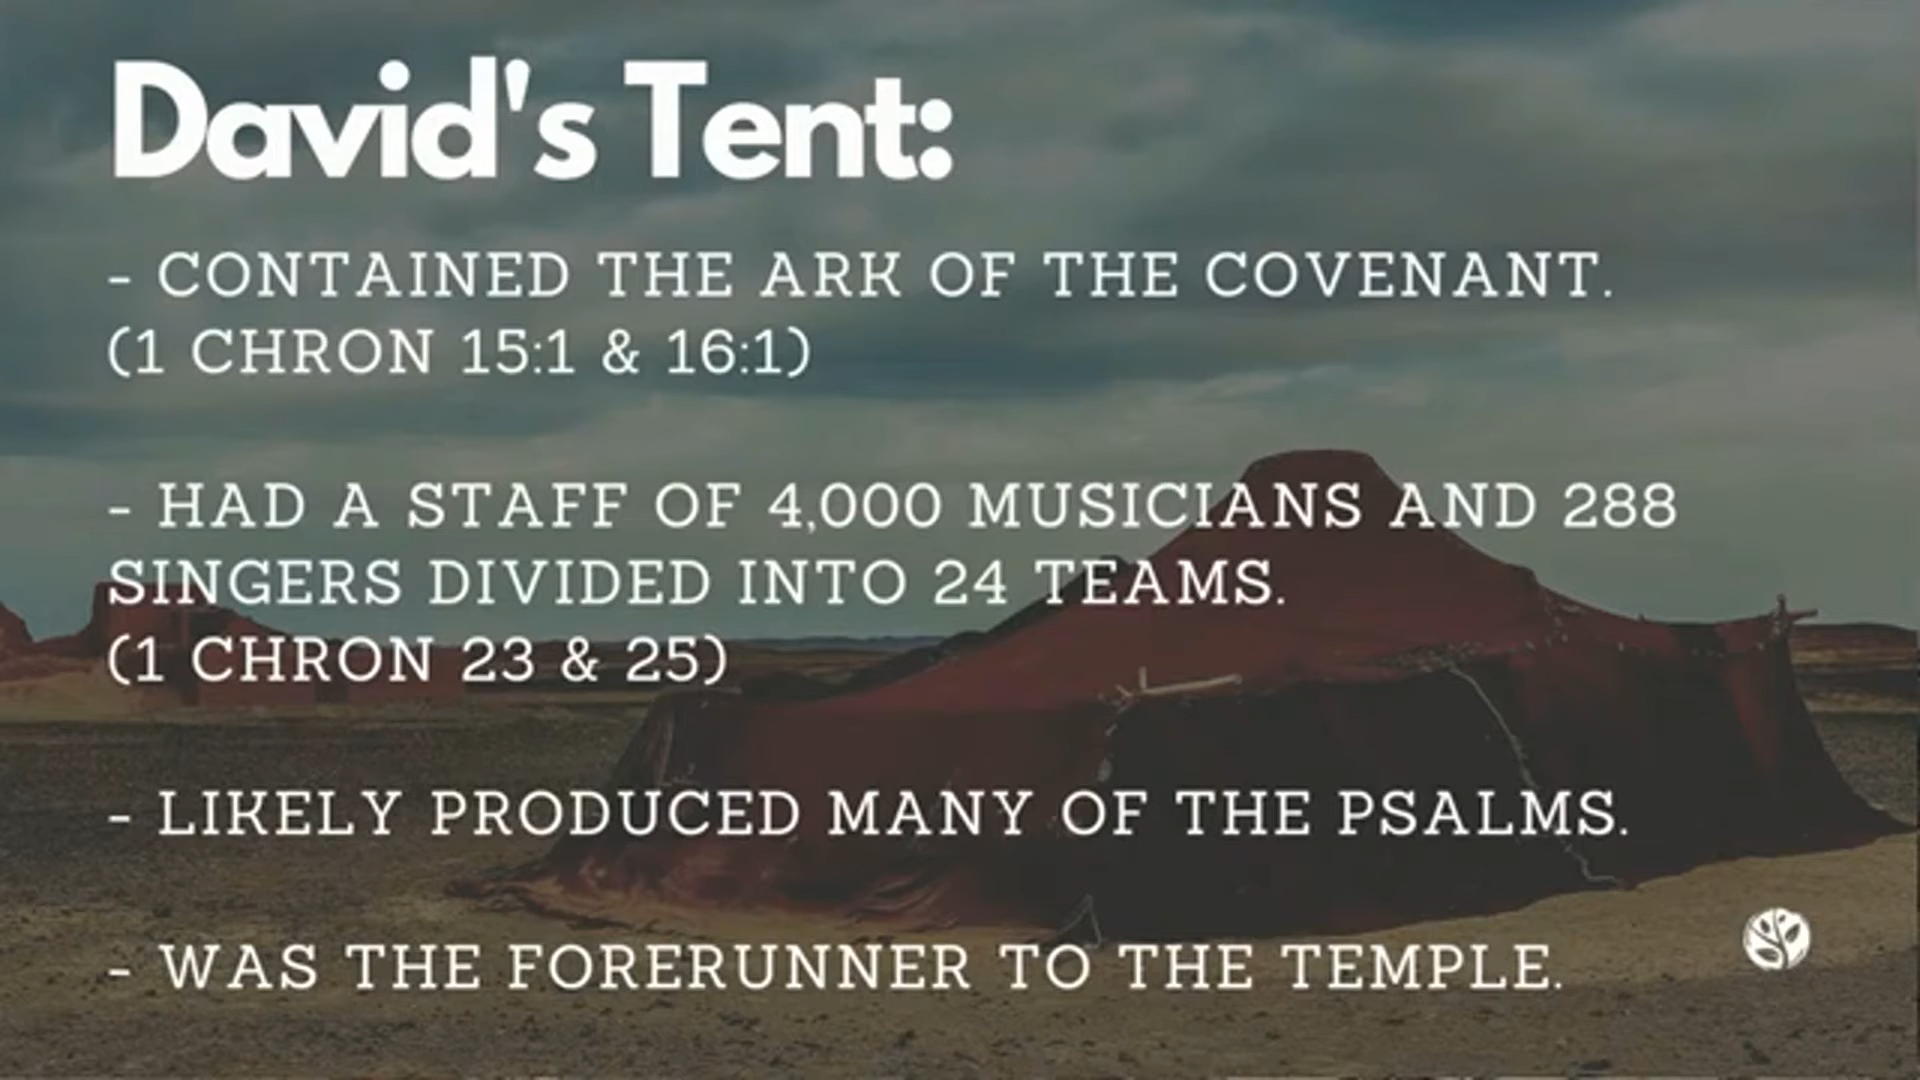 David's Tent:
- CONTAINED THE ARK OF THE COVENANT.
(1 CHRON 15:1 & 16:1)
- HAD A STAFF OF 4,000 MUSICIANS AND 288
SINGERS DIVIDED INTO 24 TEAMS.
(1 CHRON 23 & 25)
- LIKELY PRODUCED MANY OF THE PSALMS.
- WAS THE FORERUNNER TO THE TEMPLE.